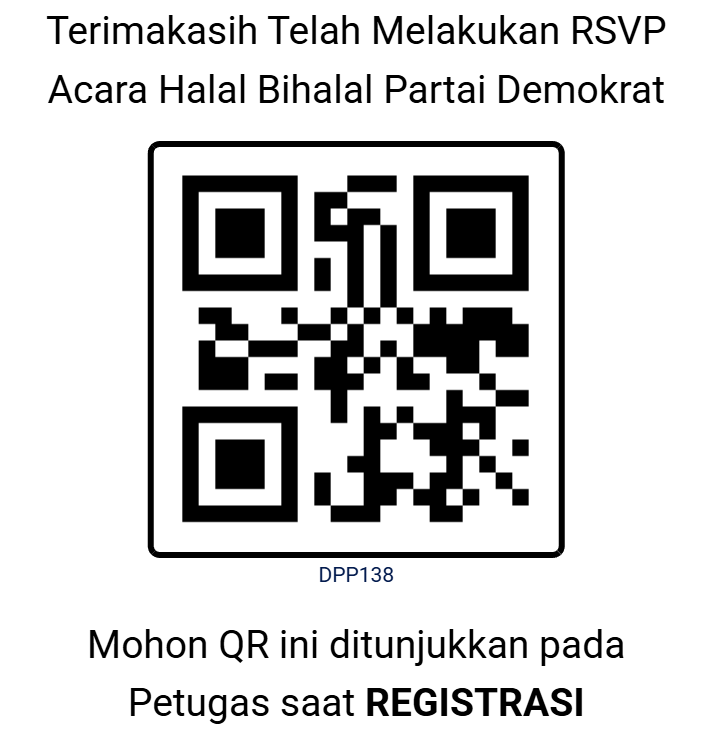 Terimakasih Telah Melakukan RSVP
Acara Halal Bihalal Partai Demokrat
DPP138
Mohon QR ini ditunjukkan pada
Petugas saat REGISTRASI